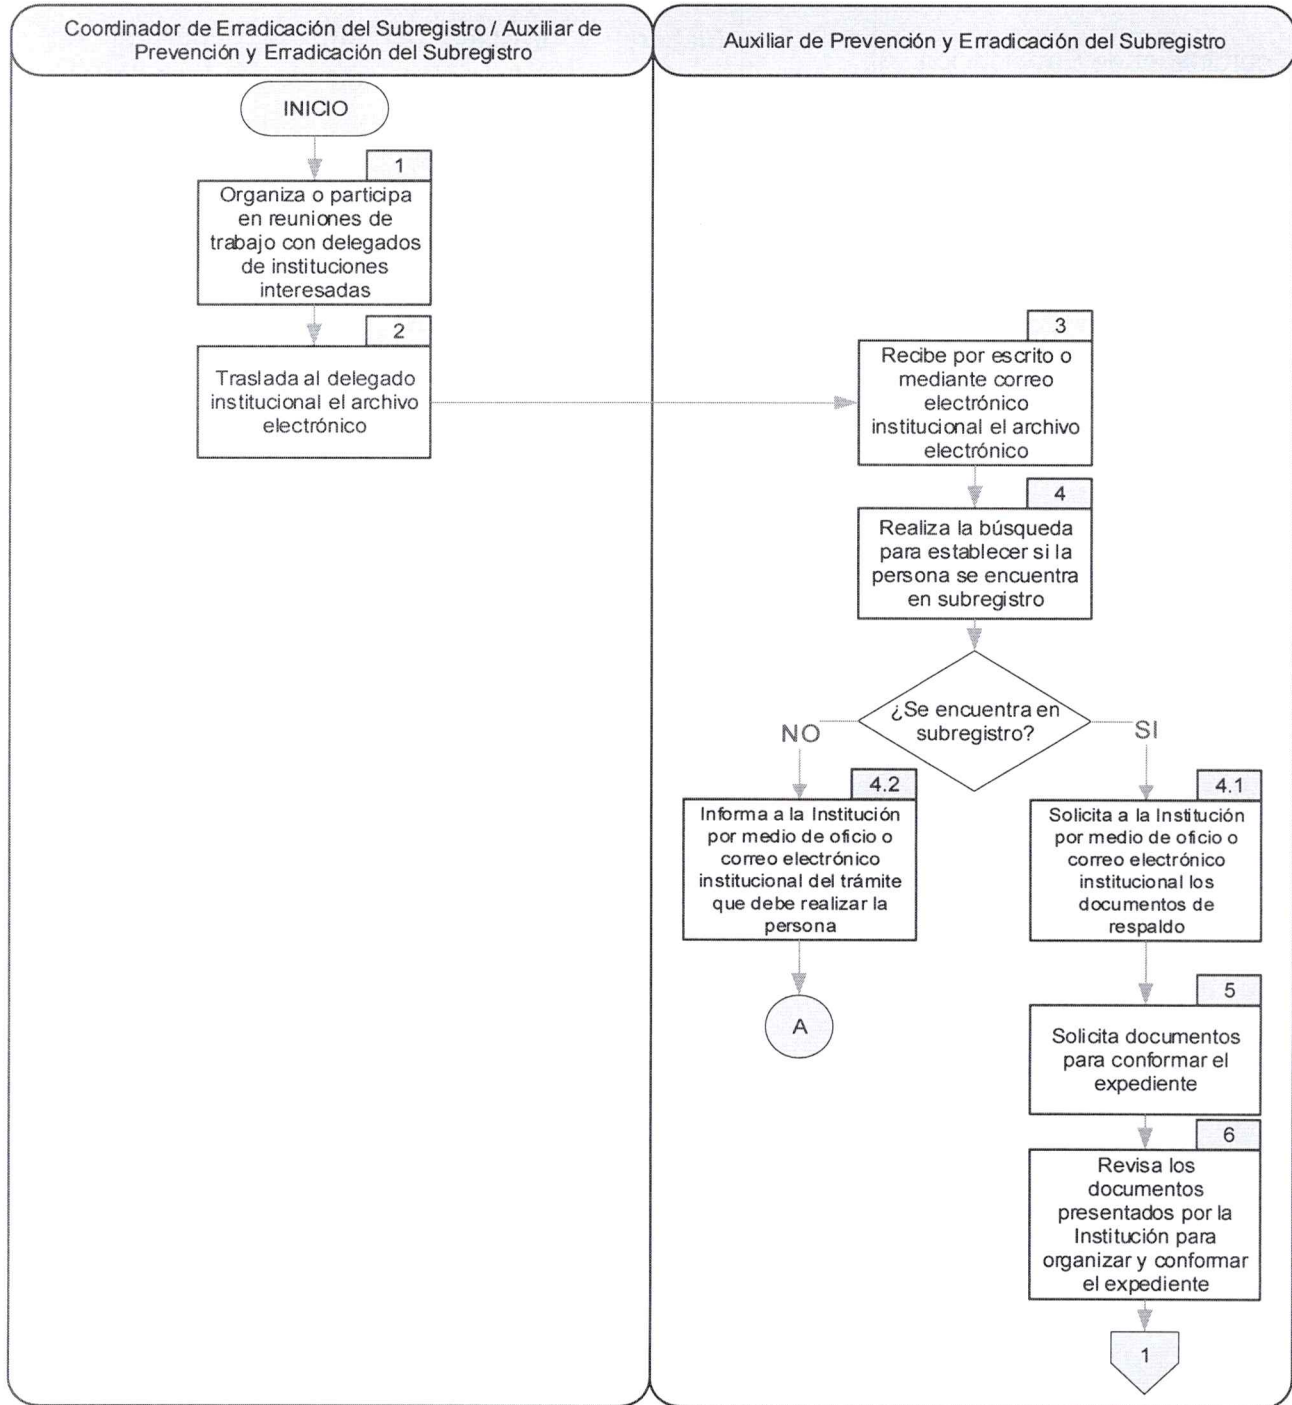 Coordinador de Erradicación del Subregistro / Auxiliar de
Prevención y Erradicación del Subregistro
Auxiliar de Prevención y Erradicación del Subregistro
INICIO
1
Organiza o participa
en reuniones de
trabajo con delegados
de instituciones
interesadas
2
Traslada al delegado
institucional el archivo
electrónico
3
Recibe por escrito o
mediante correo
electrónico
institucional el archivo
electrónico
4
Realiza la búsqueda
para establecer si la
persona se encuentra
en subregistro
¿Se encuentra en
subregistro?
NO
SI
4.2
Informa a la Institución
por medio de oficio o
correo electrónico
institucional del trámite
que debe realizar la
persona
A
4.1
Solicita a la Institución
por medio de oficio o
correo electrónico
institucional los
documentos de
respaldo
5
Solicita documentos
para conformar el
expediente
6
Revisa los
documentos
presentados por la
Institución para
organizar y conformar
el expediente
1